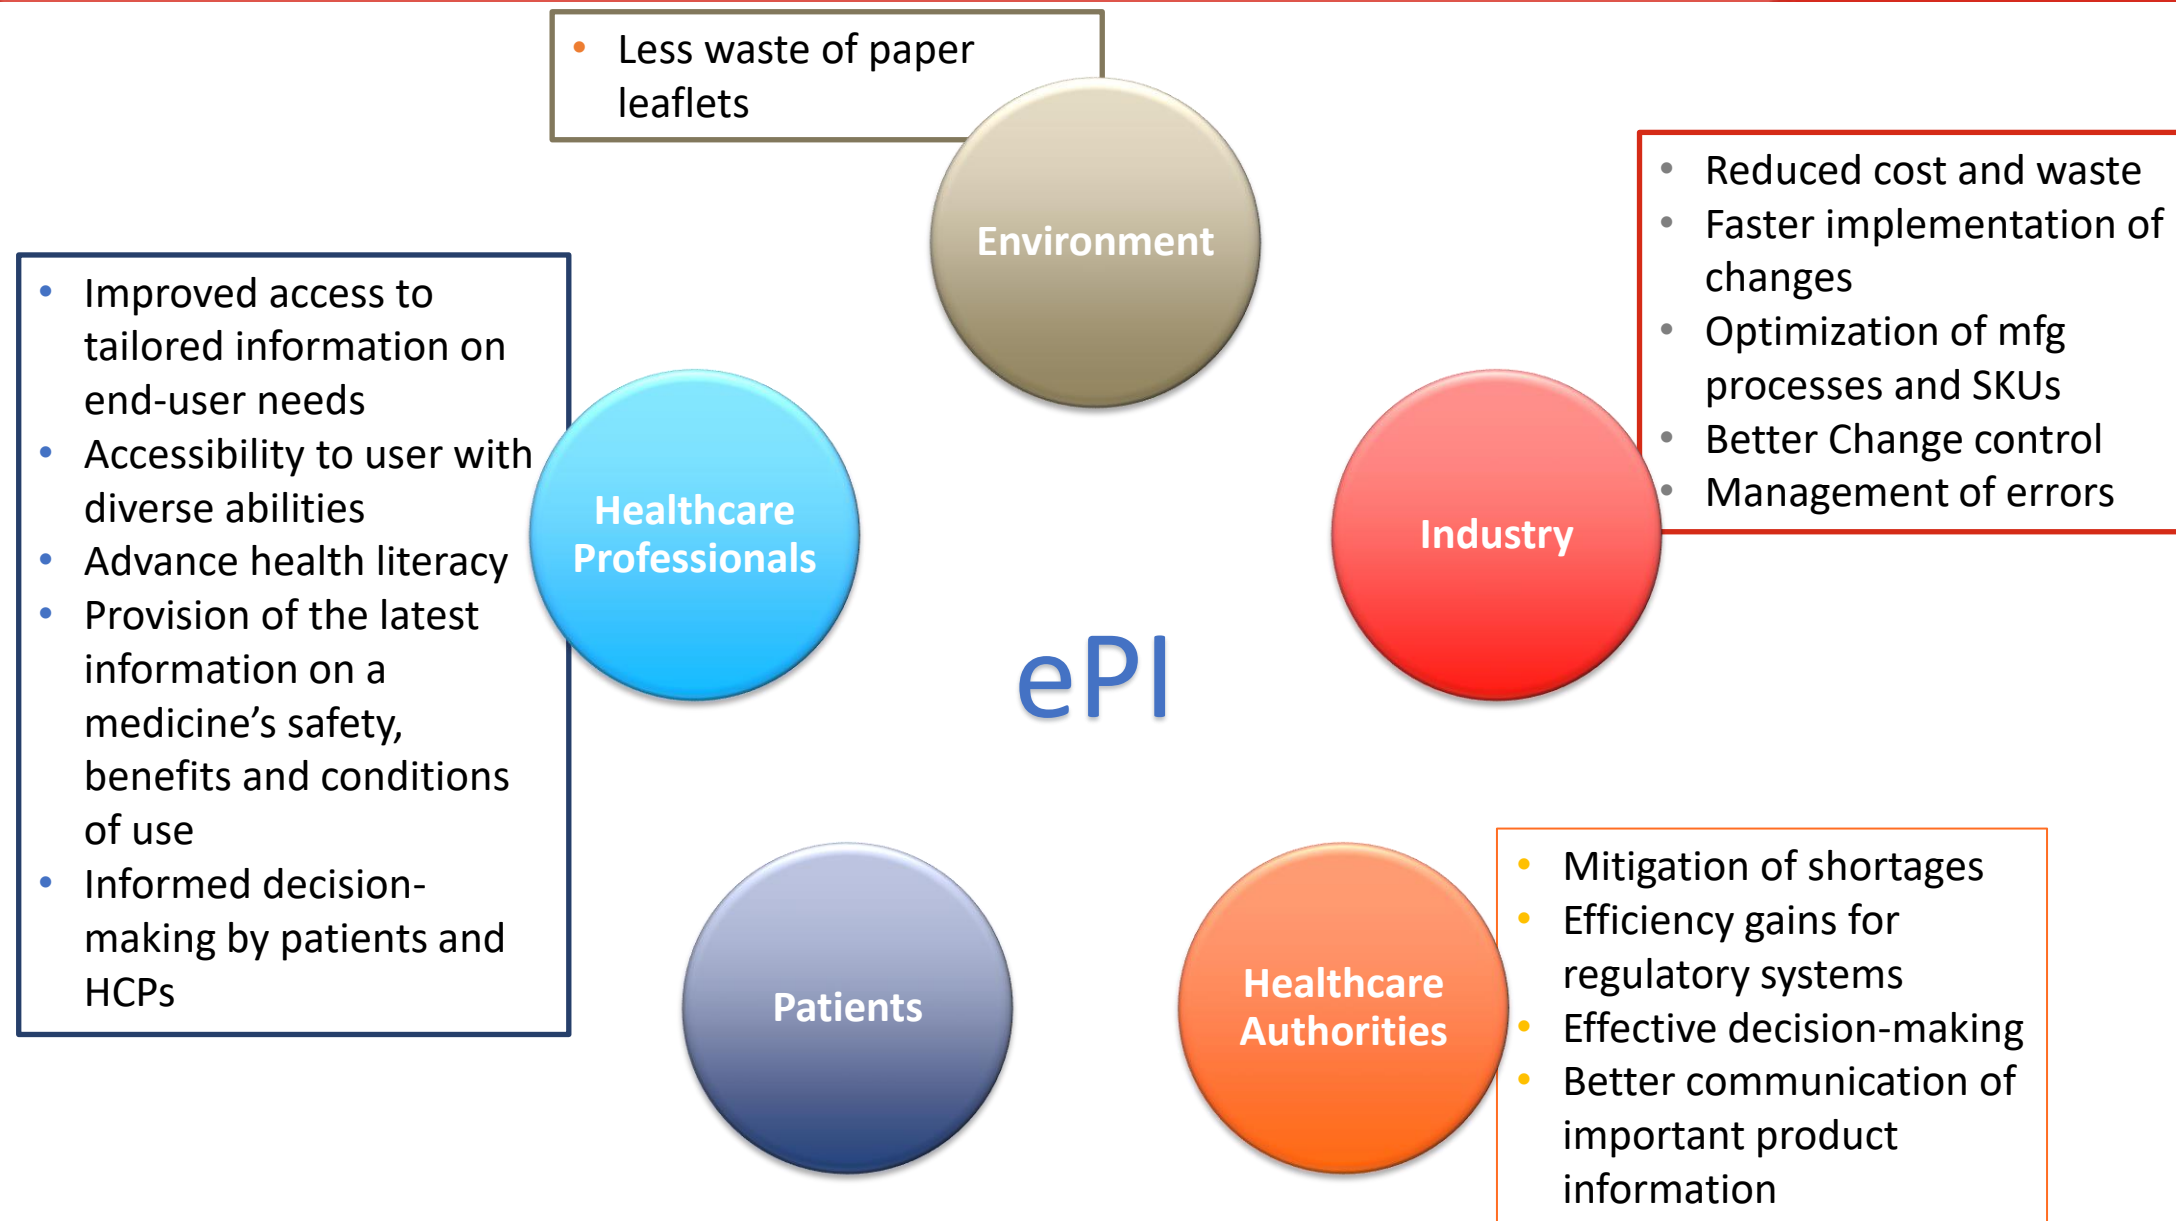 Less waste of paper
leaflets
Environment
Reduced cost and waste
Faster implementation of
changes
Optimization of mfg
processes and SKUs
Better Change control
Management of errors
Industry
Improved access to
tailored information on
end-user needs
Accessibility to user with
diverse abilities
Advance health literacy
Provision of the latest
information on a
medicine’s safety,
benefits and conditions
of use
Informed decision-
making by patients and
HCPs
Healthcare
Professionals
ePI
Patients
Healthcare
Authorities
Mitigation of shortages
Efficiency gains for
regulatory systems
Effective decision-making
Better communication of
important product
information